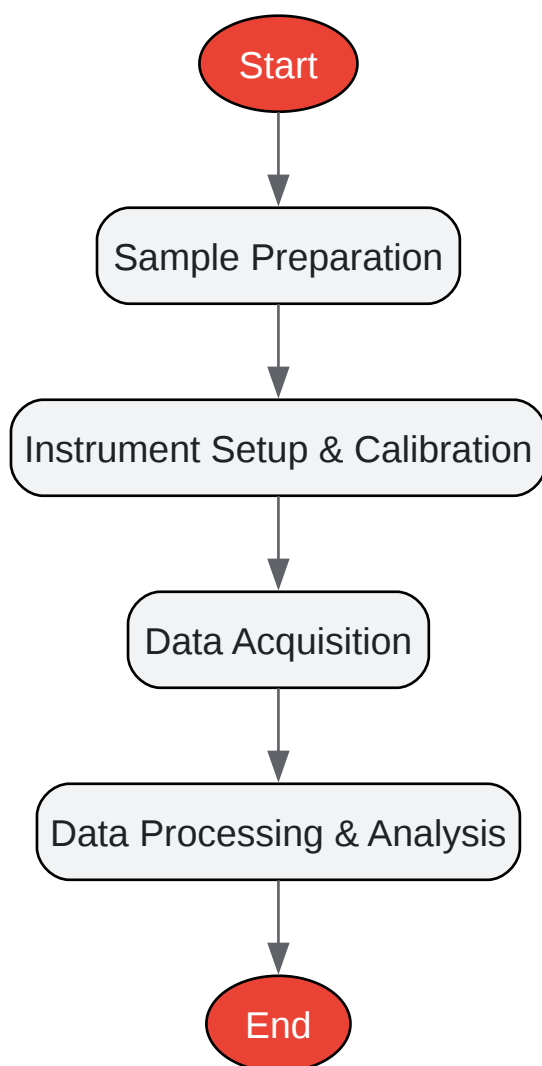 Start
Sample Preparation
Instrument Setup & Calibration
Data Acquisition
Data Processing & Analysis
End